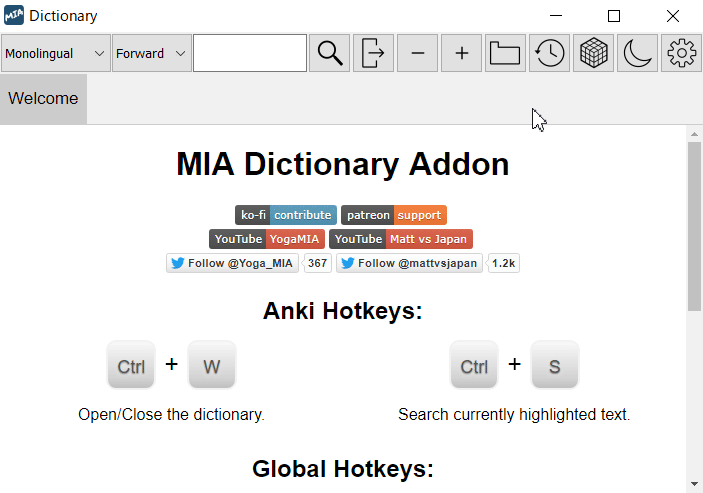 MIA Dictionary
Monolingual Forward − +
Welcome
MIA Dictionary Addon
ko-fi contribute patreon support
YouTube YogaMIA YouTube Matt vs Japan
Follow @Yoga_MIA 367 Follow @mattvsjapan 1.2k
Anki Hotkeys:
Ctrl + W Ctrl + S
Open/Close the dictionary. Search currently highlighted text.
Global Hotkeys: